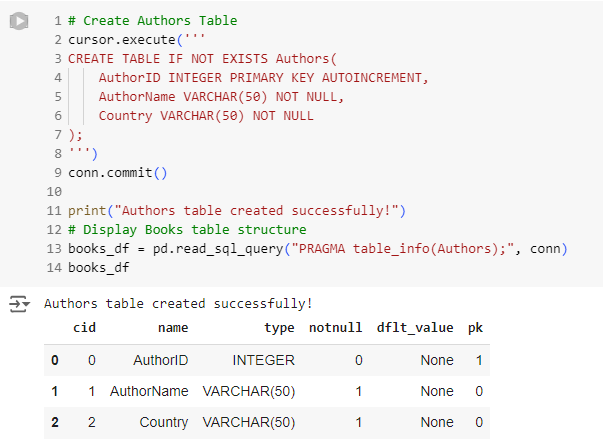 1 # Create Authors Table
2 cursor.execute('''
3 CREATE TABLE IF NOT EXISTS Authors(
4     AuthorID INTEGER PRIMARY KEY AUTOINCREMENT,
5     AuthorName VARCHAR(50) NOT NULL,
6     Country VARCHAR(50) NOT NULL
7 );
8 ''')
9 conn.commit()
10
11 print("Authors table created successfully!")
12 # Display Books table structure
13 books_df = pd.read_sql_query("PRAGMA table_info(Authors);", conn)
14 books_df
Authors table created successfully!
cid name type notnull dflt_value pk
0 0 AuthorID INTEGER 0 None 1
1 1 AuthorName VARCHAR(50) 1 None 0
2 2 Country VARCHAR(50) 1 None 0